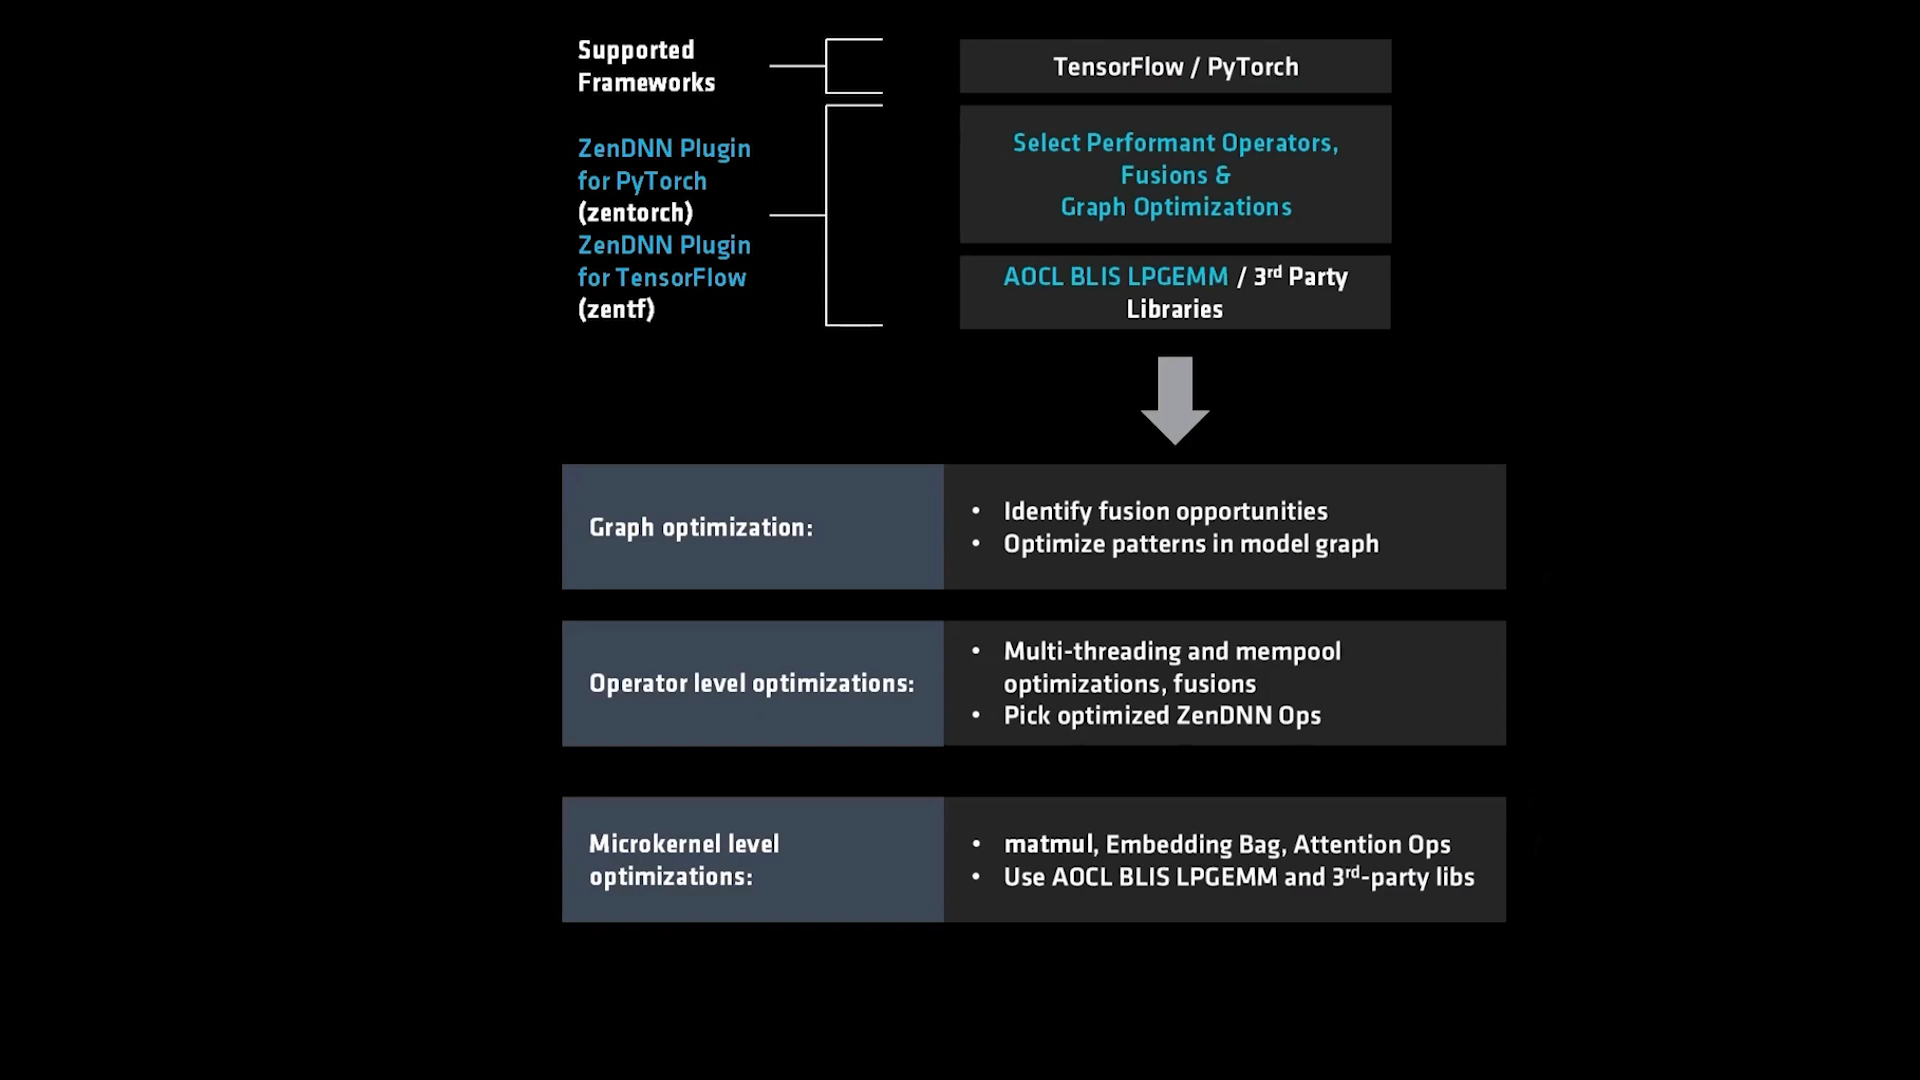 Supported
Frameworks
TensorFlow / PyTorch
ZenDNN Plugin
for PyTorch
(zentorch)
ZenDNN Plugin
for TensorFlow
(zentf)
Select Performant Operators,
Fusions &
Graph Optimizations
AOCL BLIS LPGEMM / 3rd Party
Libraries
Graph optimization:
• Identify fusion opportunities
• Optimize patterns in model graph
Operator level optimizations:
• Multi-threading and mempool
optimizations, fusions
• Pick optimized ZenDNN Ops
Microkernel level
optimizations:
• matmul, Embedding Bag, Attention Ops
• Use AOCL BLIS LPGEMM and 3rd-party libs